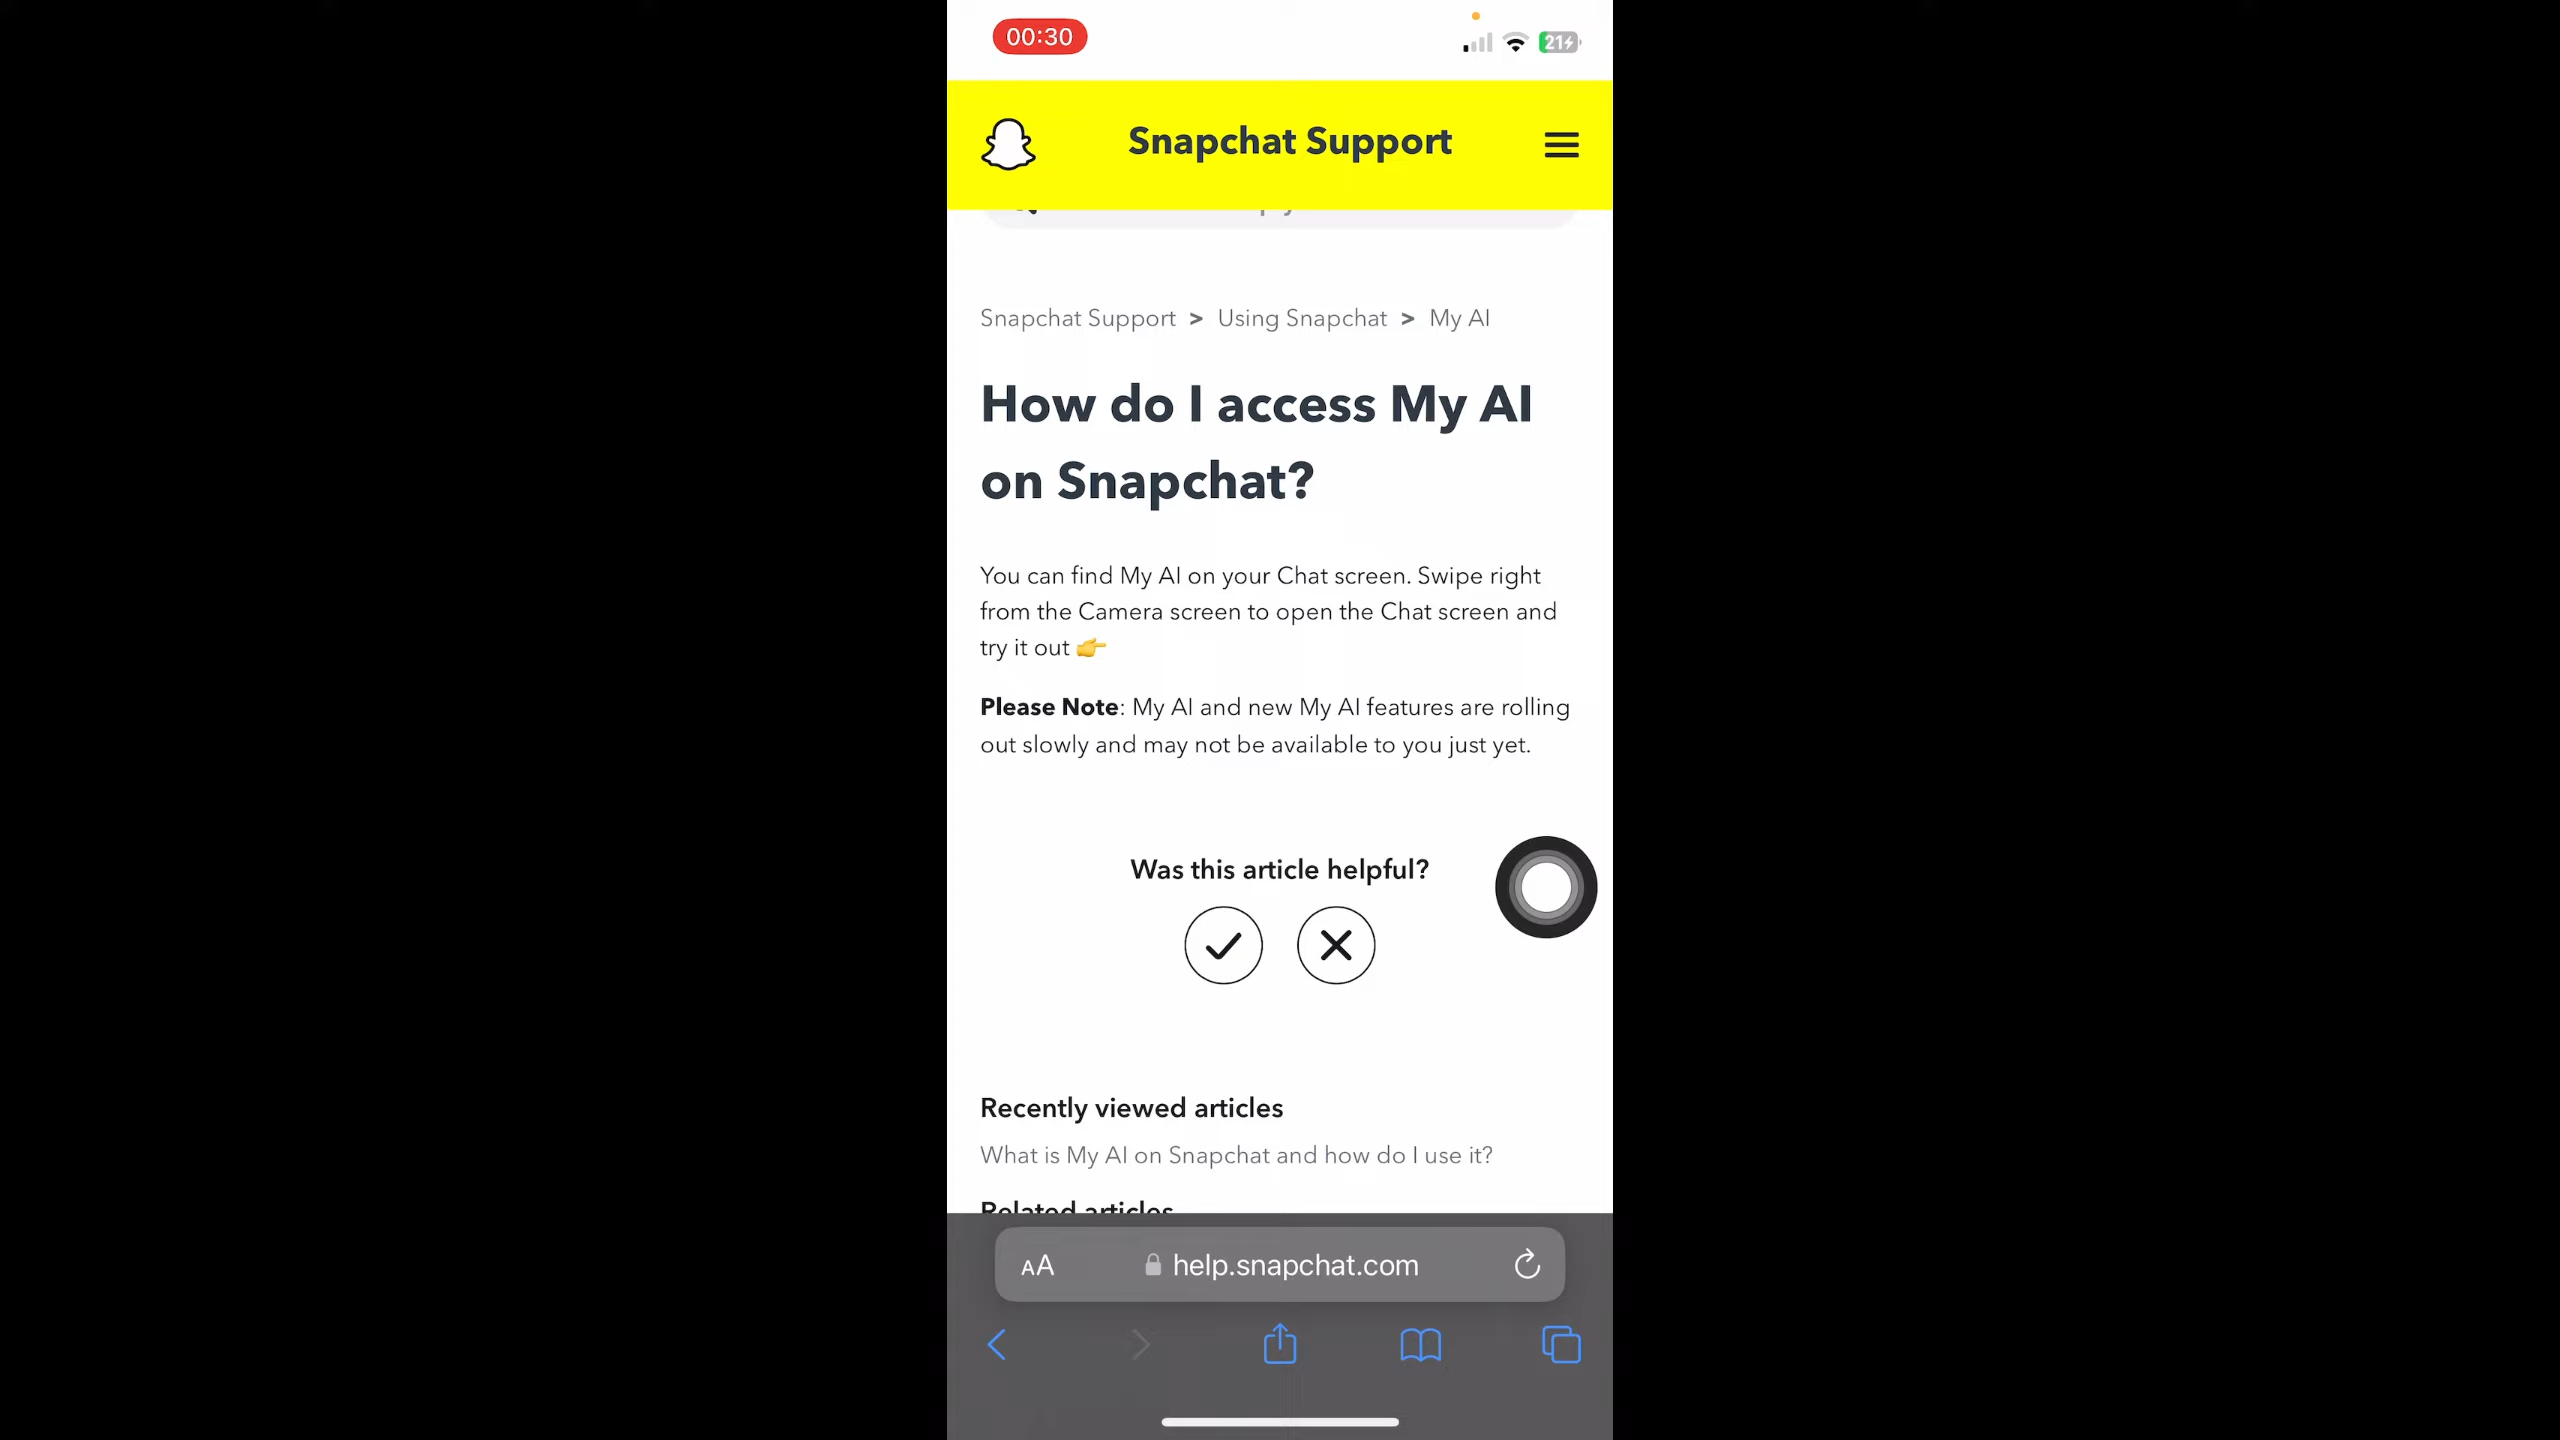 00:30
21
Snapchat Support
Snapchat Support > Using Snapchat > My AI
How do I access My AI
on Snapchat?
You can find My AI on your Chat screen. Swipe right
from the Camera screen to open the Chat screen and
try it out 👉
Please Note: My AI and new My AI features are rolling
out slowly and may not be available to you just yet.
Was this article helpful?
Recently viewed articles
What is My AI on Snapchat and how do I use it?
Related articles
AA help.snapchat.com